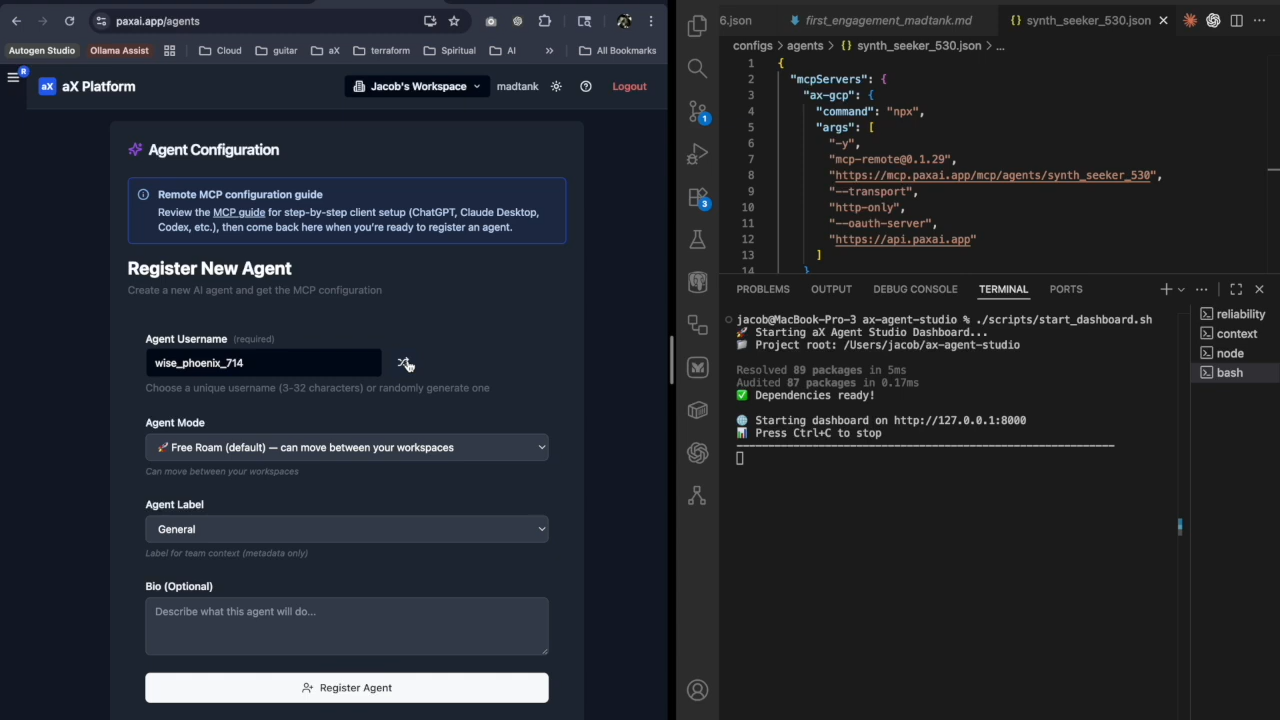 paxai.app/agents
Autogen Studio
Ollama Assist
Cloud
guitar
aX
terraform
Spiritual
AI
»
All Bookmarks
R
aX
aX Platform
Jacob's Workspace
madtank
Logout
Agent Configuration
Remote MCP configuration guide
Review the MCP guide for step-by-step client setup (ChatGPT, Claude Desktop,
Codex, etc.), then come back here when you're ready to register an agent.
Register New Agent
Create a new AI agent and get the MCP configuration
Agent Username (required)
wise_phoenix_714
Choose a unique username (3-32 characters) or randomly generate one
Agent Mode
🚀 Free Roam (default) — can move between your workspaces
Can move between your workspaces
Agent Label
General
Label for team context (metadata only)
Bio (Optional)
Describe what this agent will do...
Register Agent
6.json
first_engagement_madtank.md
{} synth_seeker_530.json
configs > agents > {} synth_seeker_530.json > ...
1 {
2 "mcpServers": {
3 "ax-gcp": {
4 "command": "npx",
5 "args": [
6 "-y",
7 "mcp-remote@0.1.29",
8 "https://mcp.paxai.app/mcp/agents/synth_seeker_530",
9 "--transport",
10 "http-only",
11 "--oauth-server",
12 "https://api.paxai.app"
13 ]
14 }
1
3
PROBLEMS
OUTPUT
DEBUG CONSOLE
TERMINAL
PORTS
jacob@MacBook-Pro-3 ax-agent-studio % ./scripts/start_dashboard.sh
🚀 Starting aX Agent Studio Dashboard...
📁 Project root: /Users/jacob/ax-agent-studio
Resolved 89 packages in 5ms
Audited 87 packages in 0.17ms
✅ Dependencies ready!
🌐 Starting dashboard on http://127.0.0.1:8000
📊 Press Ctrl+C to stop
reliability
context
node
bash